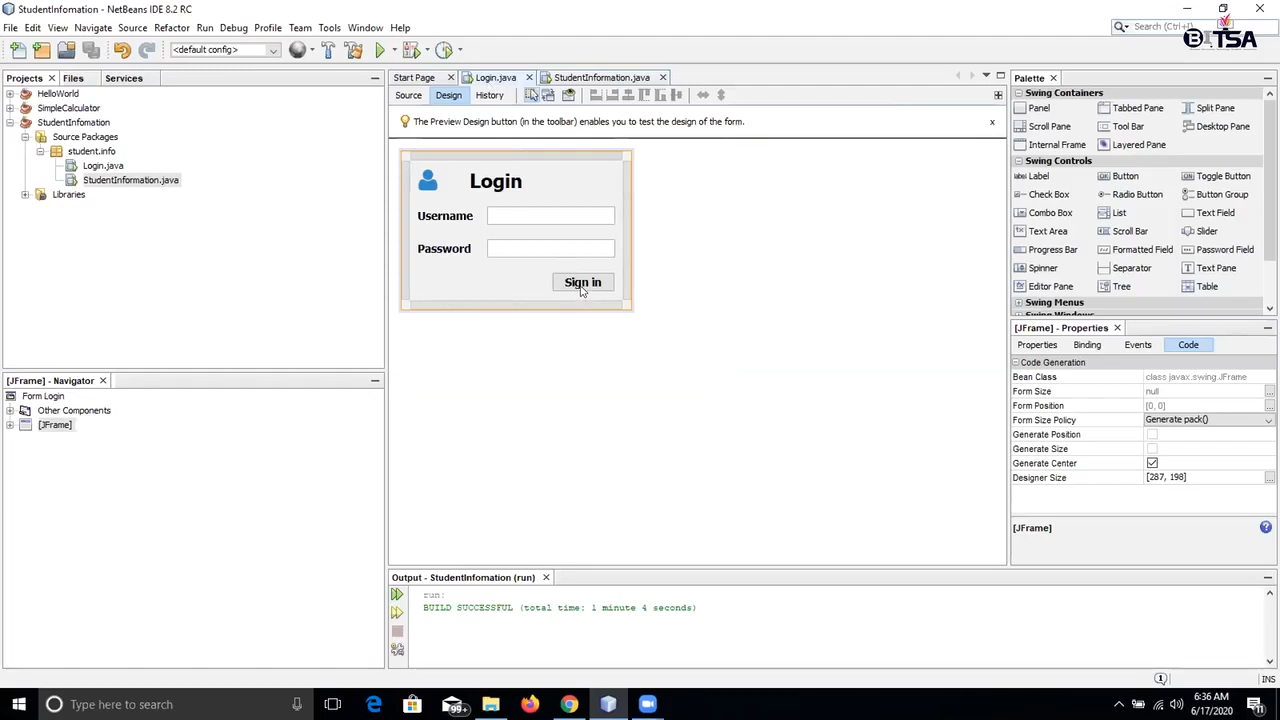 StudentInfomation - NetBeans IDE 8.2 RC
File Edit View Navigate Source Refactor Run Debug Profile Team Tools Window Help
Search (Ctrl+I)
TSA
<default config>
Projects Files Services
HelloWorld
SimpleCalculator
StudentInfomation
Source Packages
student.info
Login.java
StudentInformation.java
Libraries
[JFrame] - Navigator
Form Login
Other Components
[JFrame]
Start Page Login.java StudentInformation.java
Source Design History
The Preview Design button (in the toolbar) enables you to test the design of the form. x
Login
Username
Password
Sign in
Output - StudentInfomation (run)
run:
BUILD SUCCESSFUL (total time: 1 minute 4 seconds)
Palette
Swing Containers
Panel Tabbed Pane Split Pane
Scroll Pane Tool Bar Desktop Pane
Internal Frame Layered Pane
Swing Controls
Label Button Toggle Button
Check Box Radio Button Button Group
Combo Box List Text Field
Text Area Scroll Bar Slider
Progress Bar Formatted Field Password Field
Spinner Separator Text Pane
Editor Pane Tree Table
Swing Menus
Swing Windows
[JFrame] - Properties
Properties Binding Events Code
Code Generation
Bean Class class javax.swing.JFrame
Form Size null ...
Form Position [0, 0] ...
Form Size Policy Generate pack()
Generate Position
Generate Size
Generate Center
Designer Size [287, 198] ...
[JFrame]
INS
Type here to search
99+
6:36 AM
6/17/2020